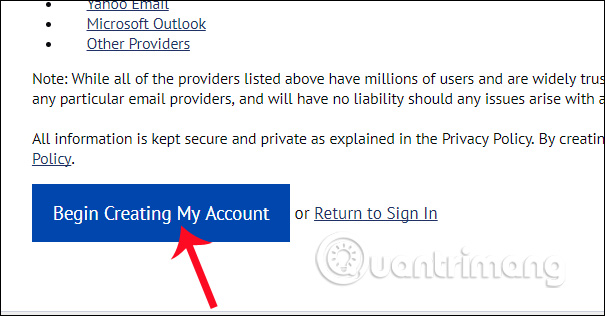 Yahoo Email
Microsoft Outlook
Other Providers
Note: While all of the providers listed above have millions of users and are widely trus
any particular email providers, and will have no liability should any issues arise with a
All information is kept secure and private as explained in the Privacy Policy. By creatin
Policy.
Begin Creating My Account or Return to Sign In
Quantrimang